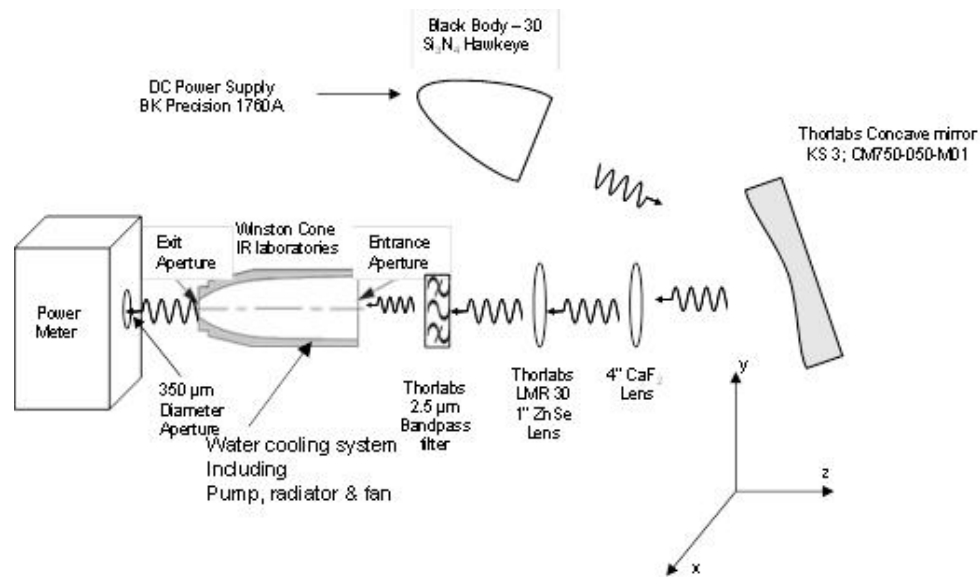 Black Body – 30
Si3N4 Hawkeye
DC Power Supply
BK Precision 1760A
Thorlabs Concave mirror
KS 3; CM750-050-M01
Winston Cone
IR laboratories
Exit
Aperture
Entrance
Aperture
Power
Meter
350 μm
Diameter
Aperture
Thorlabs
2.5 μm
Bandpass
filter
Thorlabs
LMR 30
1" ZnSe
Lens
4" CaF2
Lens
Water cooling system
Including
Pump, radiator & fan
y
z
x